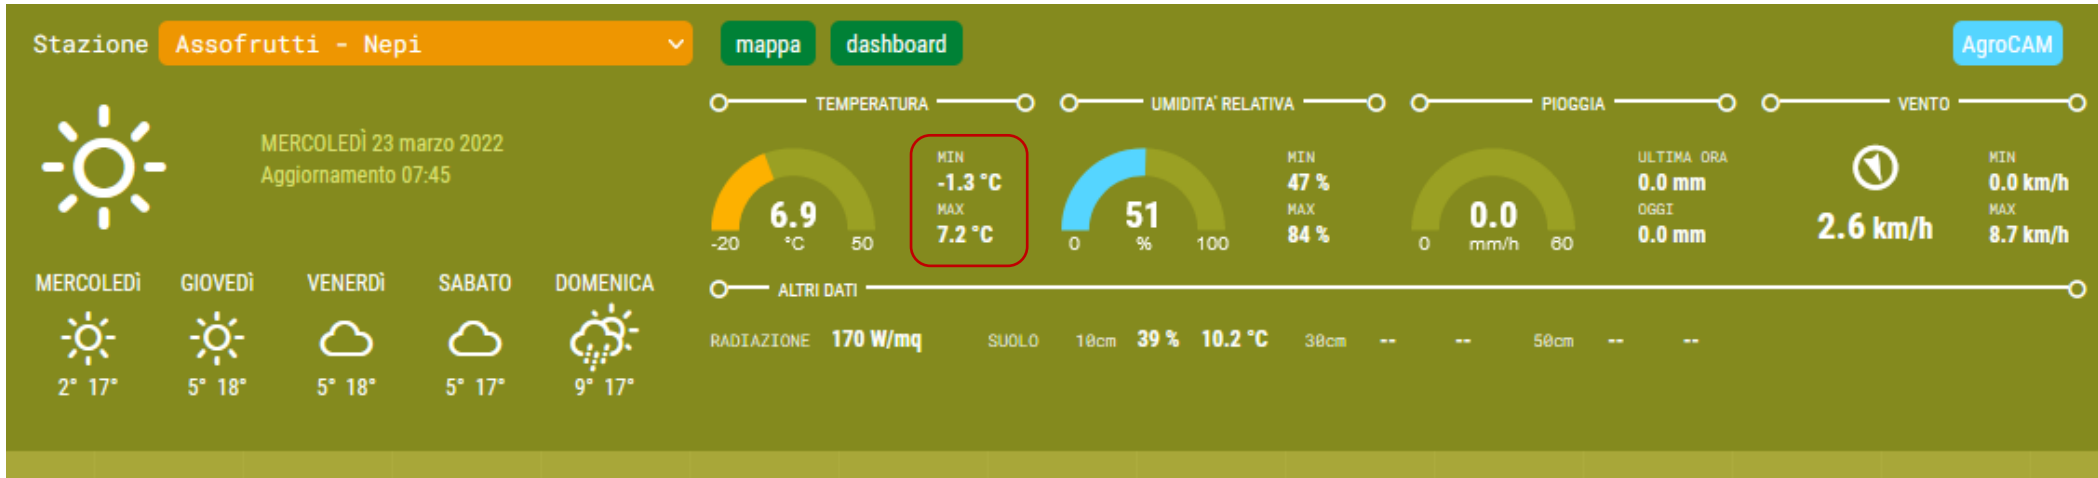 Stazione Assofrutti - Nepi mappa dashboard AgroCAM
MERCOLEDÌ 23 marzo 2022
Aggiornamento 07:45
TEMPERATURA
6.9
°C
-20 50
MIN
-1.3 °C
MAX
7.2 °C
UMIDITA' RELATIVA
51
%
0 100
MIN
47 %
MAX
84 %
PIOGGIA
0.0
mm/h
0 60
ULTIMA ORA
0.0 mm
OGGI
0.0 mm
VENTO
2.6 km/h
MIN
0.0 km/h
MAX
8.7 km/h
MERCOLEDÌ GIOVEDÌ VENERDÌ SABATO DOMENICA
2° 17° 5° 18° 5° 18° 5° 17° 9° 17°
ALTRI DATI
RADIAZIONE 170 W/mq SUOLO 10cm 39 % 10.2 °C 30cm -- -- 50cm -- --